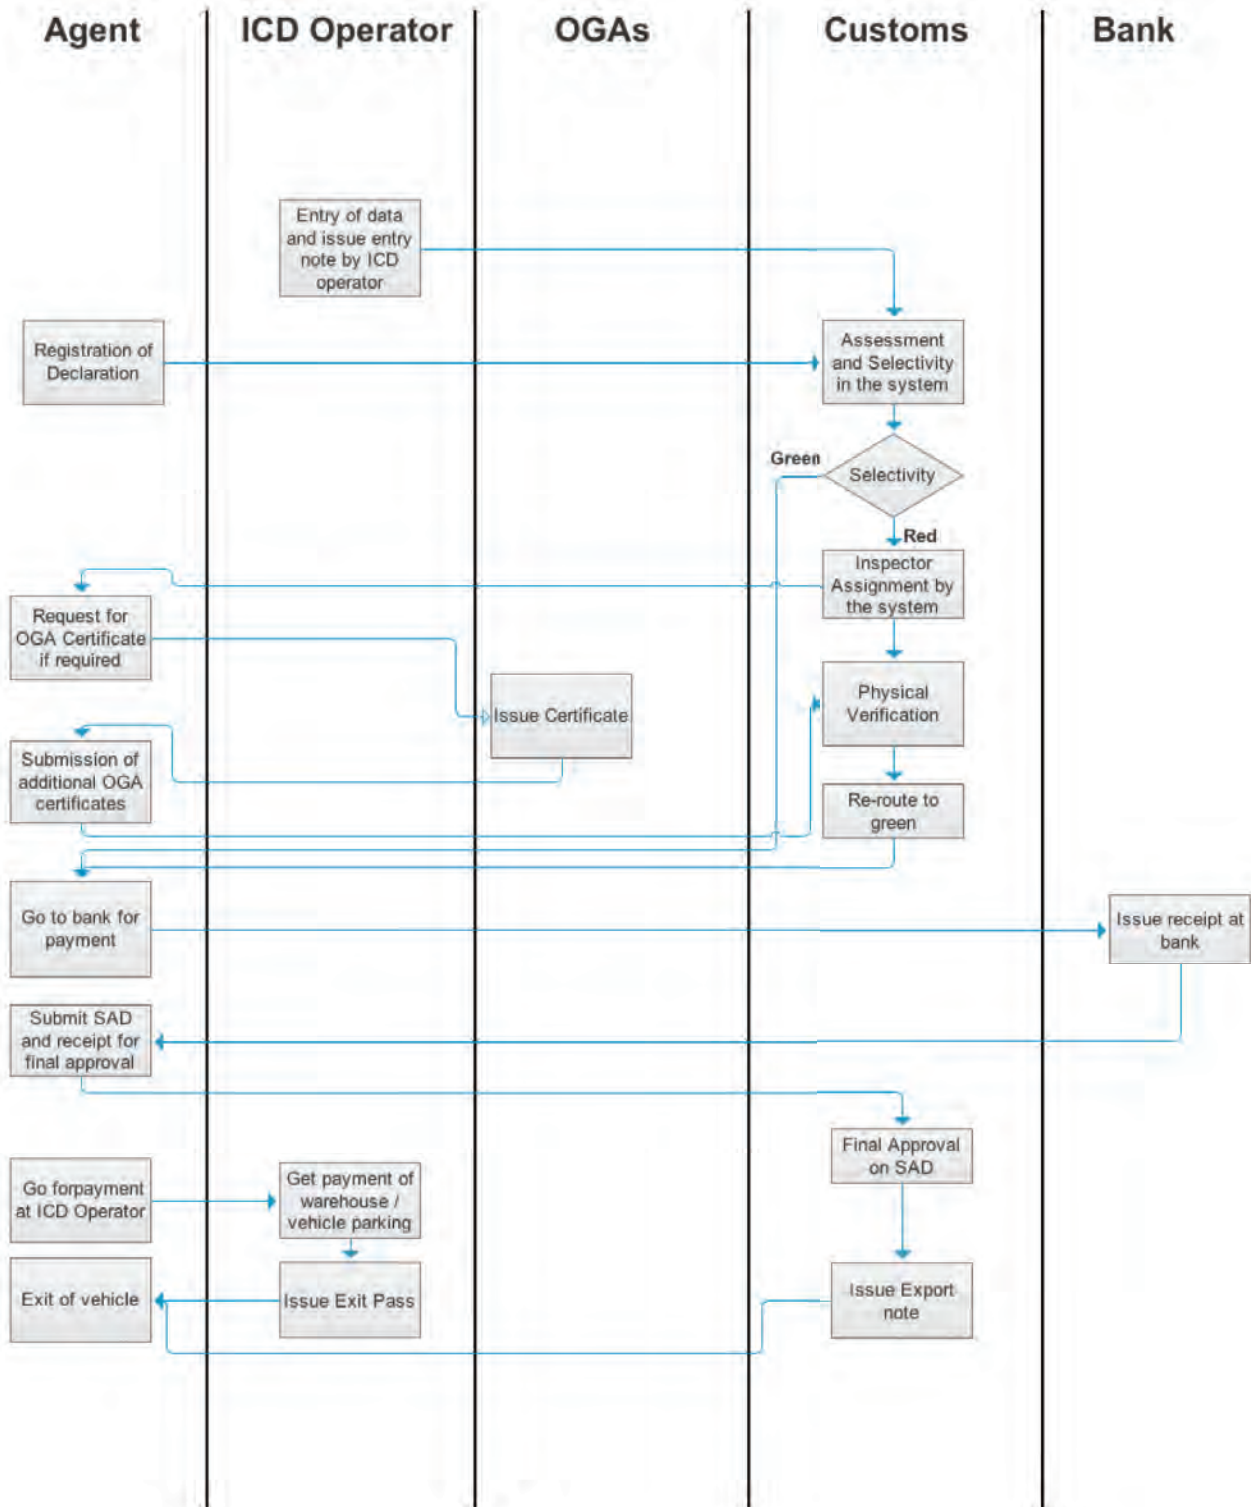 Agent
ICD Operator
OGAs
Customs
Bank
Entry of data
and issue entry
note by ICD
operator
Registration of
Declaration
Assessment
and Selectivity
in the system
Green
Selectivity
Red
Inspector
Assignment by
the system
Request for
OGA Certificate
if required
Issue Certificate
Physical
Verification
Submission of
additional OGA
certificates
Re-route to
green
Go to bank for
payment
Issue receipt at
bank
Submit SAD
and receipt for
final approval
Final Approval
on SAD
Go forpayment
at ICD Operator
Get payment of
warehouse /
vehicle parking
Exit of vehicle
Issue Exit Pass
Issue Export
note